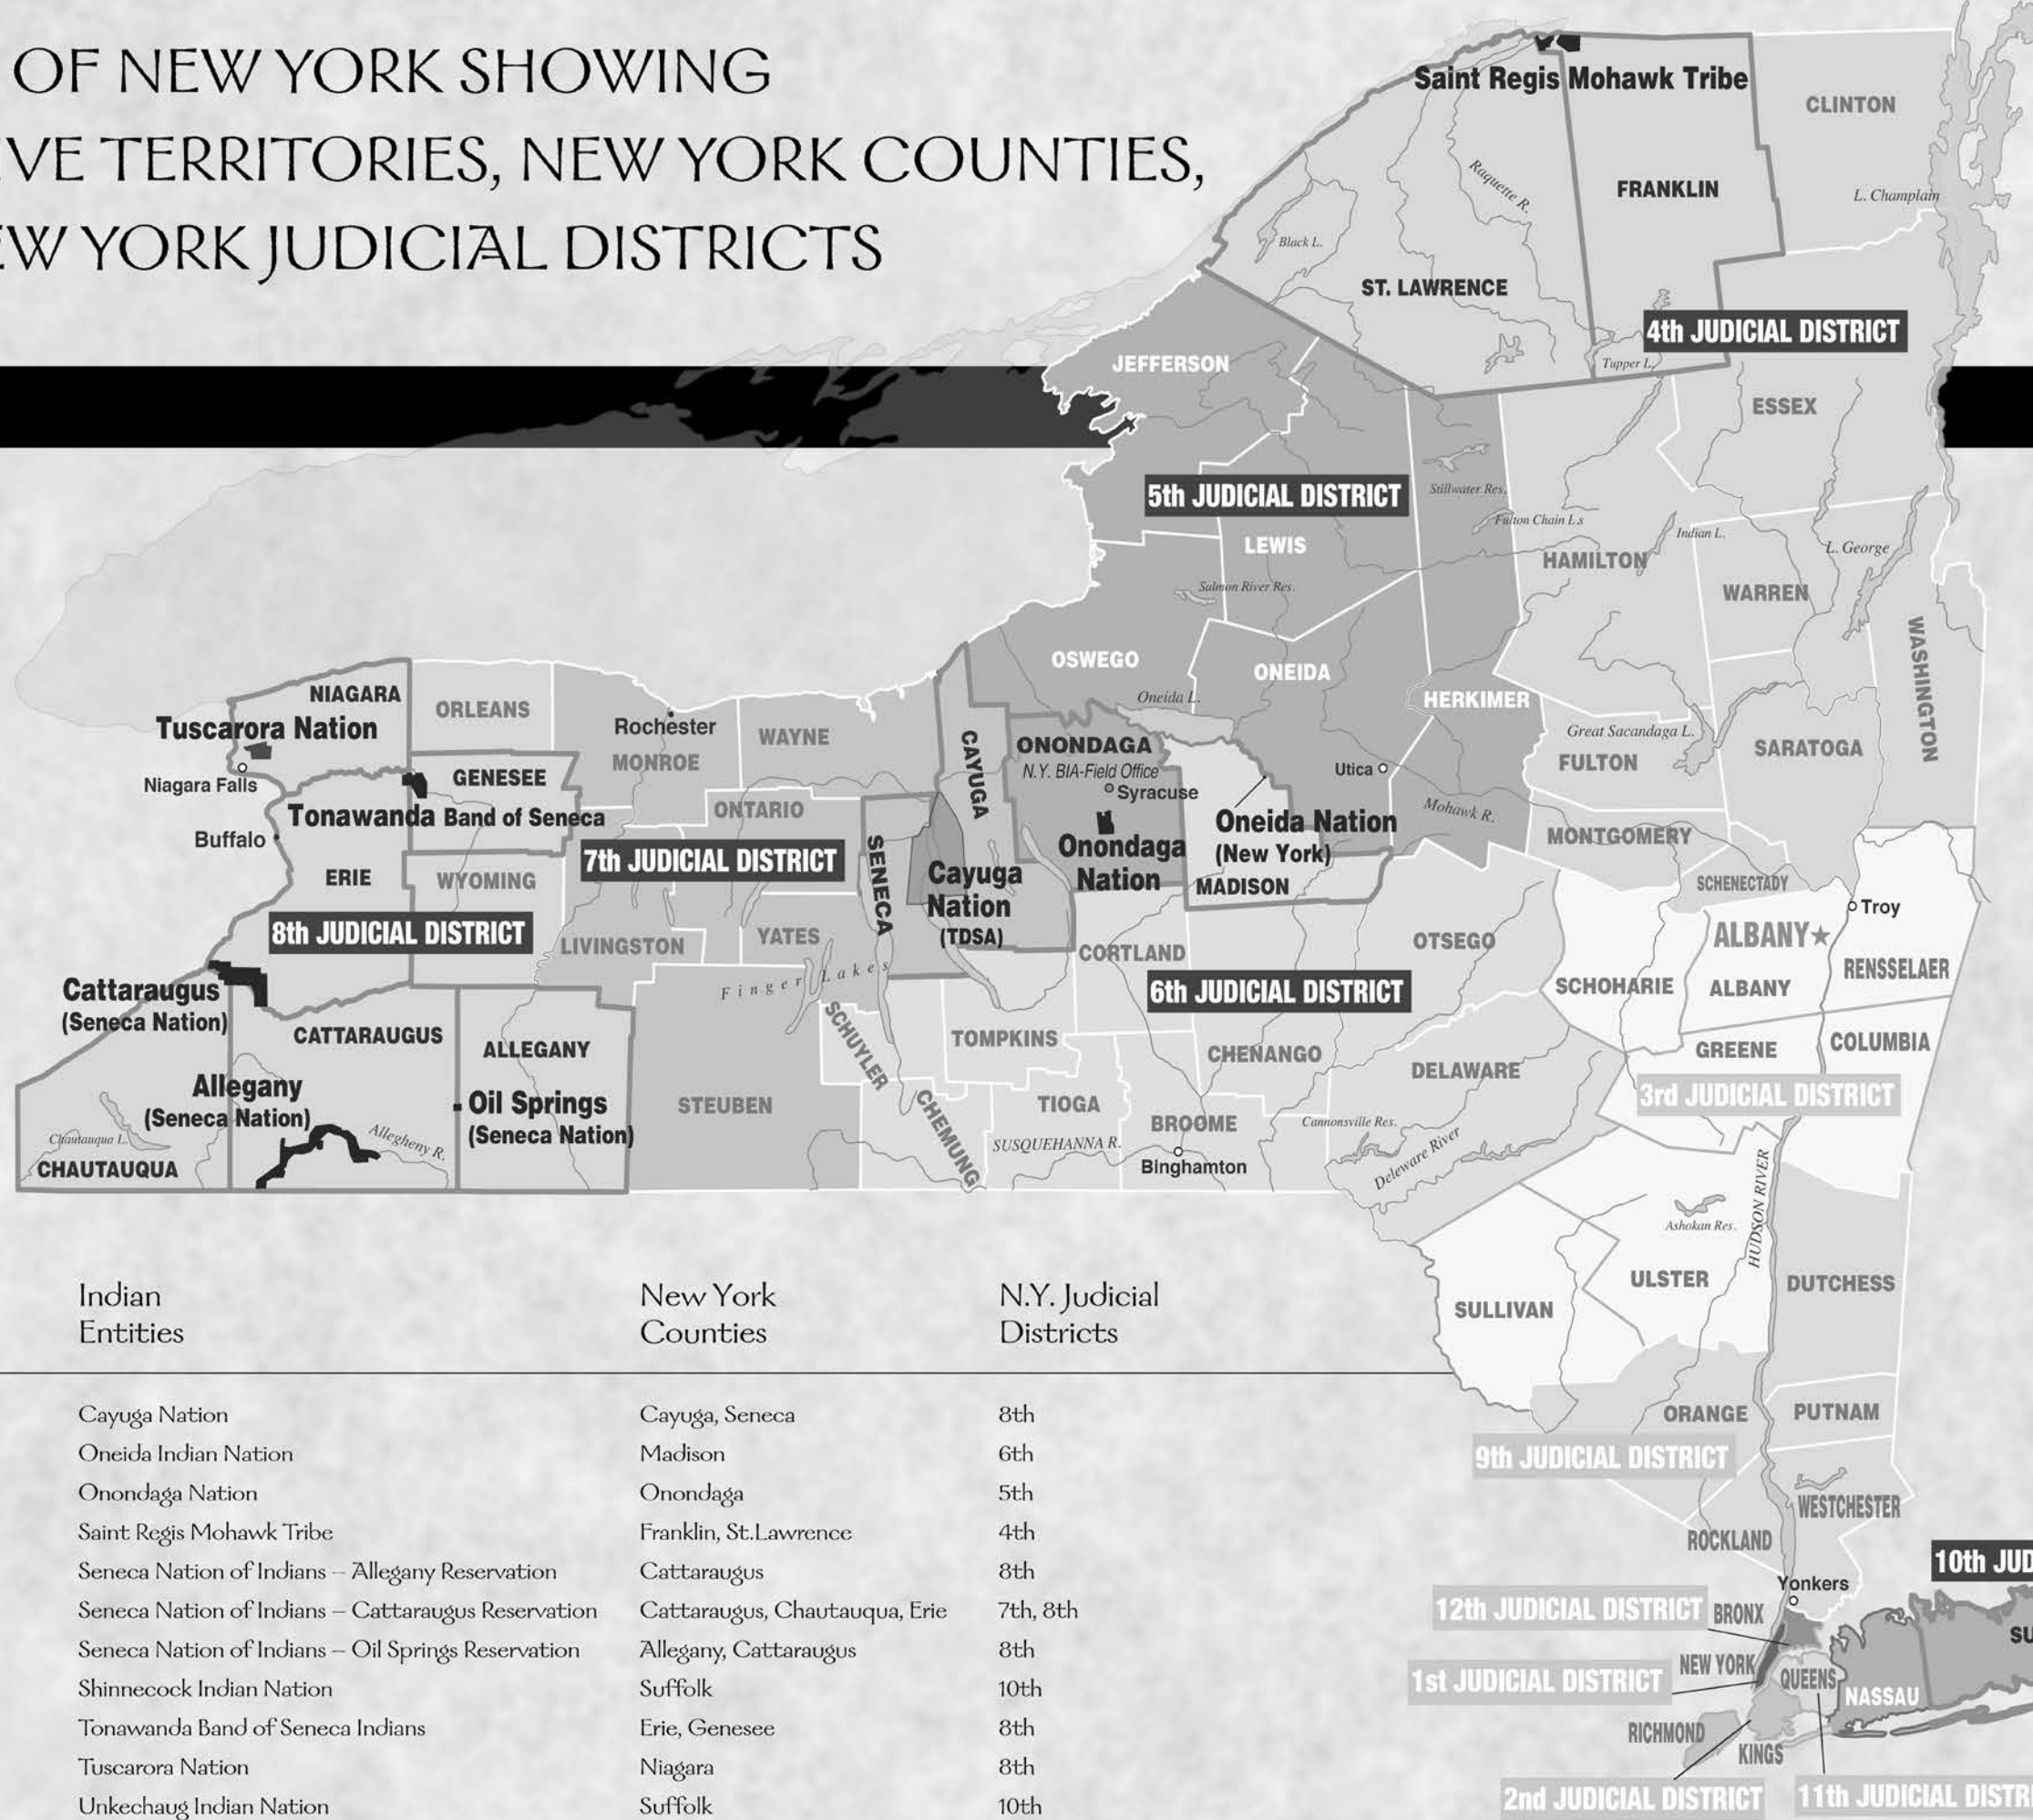 OF NEW YORK SHOWING
VE TERRITORIES, NEW YORK COUNTIES,
W YORK JUDICIAL DISTRICTS
Saint Regis Mohawk Tribe
CLINTON
Raquette R.
FRANKLIN
L. Champlain
Black L.
ST. LAWRENCE
4th JUDICIAL DISTRICT
Tupper L.
JEFFERSON
ESSEX
5th JUDICIAL DISTRICT
Stillwater Res.
Fulton Chain L.s
Indian L.
LEWIS
HAMILTON
L. George
Salmon River Res.
WARREN
WASHINGTON
OSWEGO
ONEIDA
Oneida L.
HERKIMER
NIAGARA
ORLEANS
Tuscarora Nation
Rochester
WAYNE
CAYUGA
ONONDAGA
N.Y. BIA-Field Office
Great Sacandaga L.
SARATOGA
MONROE
FULTON
Utica
Niagara Falls
GENESEE
Syracuse
Tonawanda Band of Seneca
ONTARIO
Oneida Nation
(New York)
Mohawk R.
Buffalo
MONTGOMERY
7th JUDICIAL DISTRICT
SENECA
Onondaga
Nation
ERIE
WYOMING
Cayuga
Nation
(TDSA)
MADISON
SCHENECTADY
Troy
8th JUDICIAL DISTRICT
LIVINGSTON
YATES
CORTLAND
OTSEGO
ALBANY
Finger Lakes
RENSSELAER
Cattaraugus
(Seneca Nation)
6th JUDICIAL DISTRICT
SCHOHARIE
ALBANY
CATTARAUGUS
ALLEGANY
SCHUYLER
TOMPKINS
CHENANGO
DELAWARE
GREENE
COLUMBIA
Allegany
(Seneca Nation)
Oil Springs
(Seneca Nation)
STEUBEN
CHEMUNG
TIOGA
BROOME
Cannonsville Res.
3rd JUDICIAL DISTRICT
Chautauqua L.
Allegheny R.
SUSQUEHANNA R.
Deleware River
CHAUTAUQUA
Binghamton
HUDSON RIVER
Ashokan Res.
ULSTER
DUTCHESS
SULLIVAN
Indian
Entities
New York
Counties
N.Y. Judicial
Districts
Cayuga Nation Cayuga, Seneca 8th
Oneida Indian Nation Madison 6th
Onondaga Nation Onondaga 5th
Saint Regis Mohawk Tribe Franklin, St.Lawrence 4th
Seneca Nation of Indians – Allegany Reservation Cattaraugus 8th
Seneca Nation of Indians – Cattaraugus Reservation Cattaraugus, Chautauqua, Erie 7th, 8th
Seneca Nation of Indians – Oil Springs Reservation Allegany, Cattaraugus 8th
Shinnecock Indian Nation Suffolk 10th
Tonawanda Band of Seneca Indians Erie, Genesee 8th
Tuscarora Nation Niagara 8th
Unkechaug Indian Nation Suffolk 10th
ORANGE
PUTNAM
9th JUDICIAL DISTRICT
WESTCHESTER
ROCKLAND
10th JUD
Yonkers
12th JUDICIAL DISTRICT
BRONX
SU
NEW YORK
1st JUDICIAL DISTRICT
QUEENS
NASSAU
RICHMOND
KINGS
2nd JUDICIAL DISTRICT
11th JUDICIAL DISTR